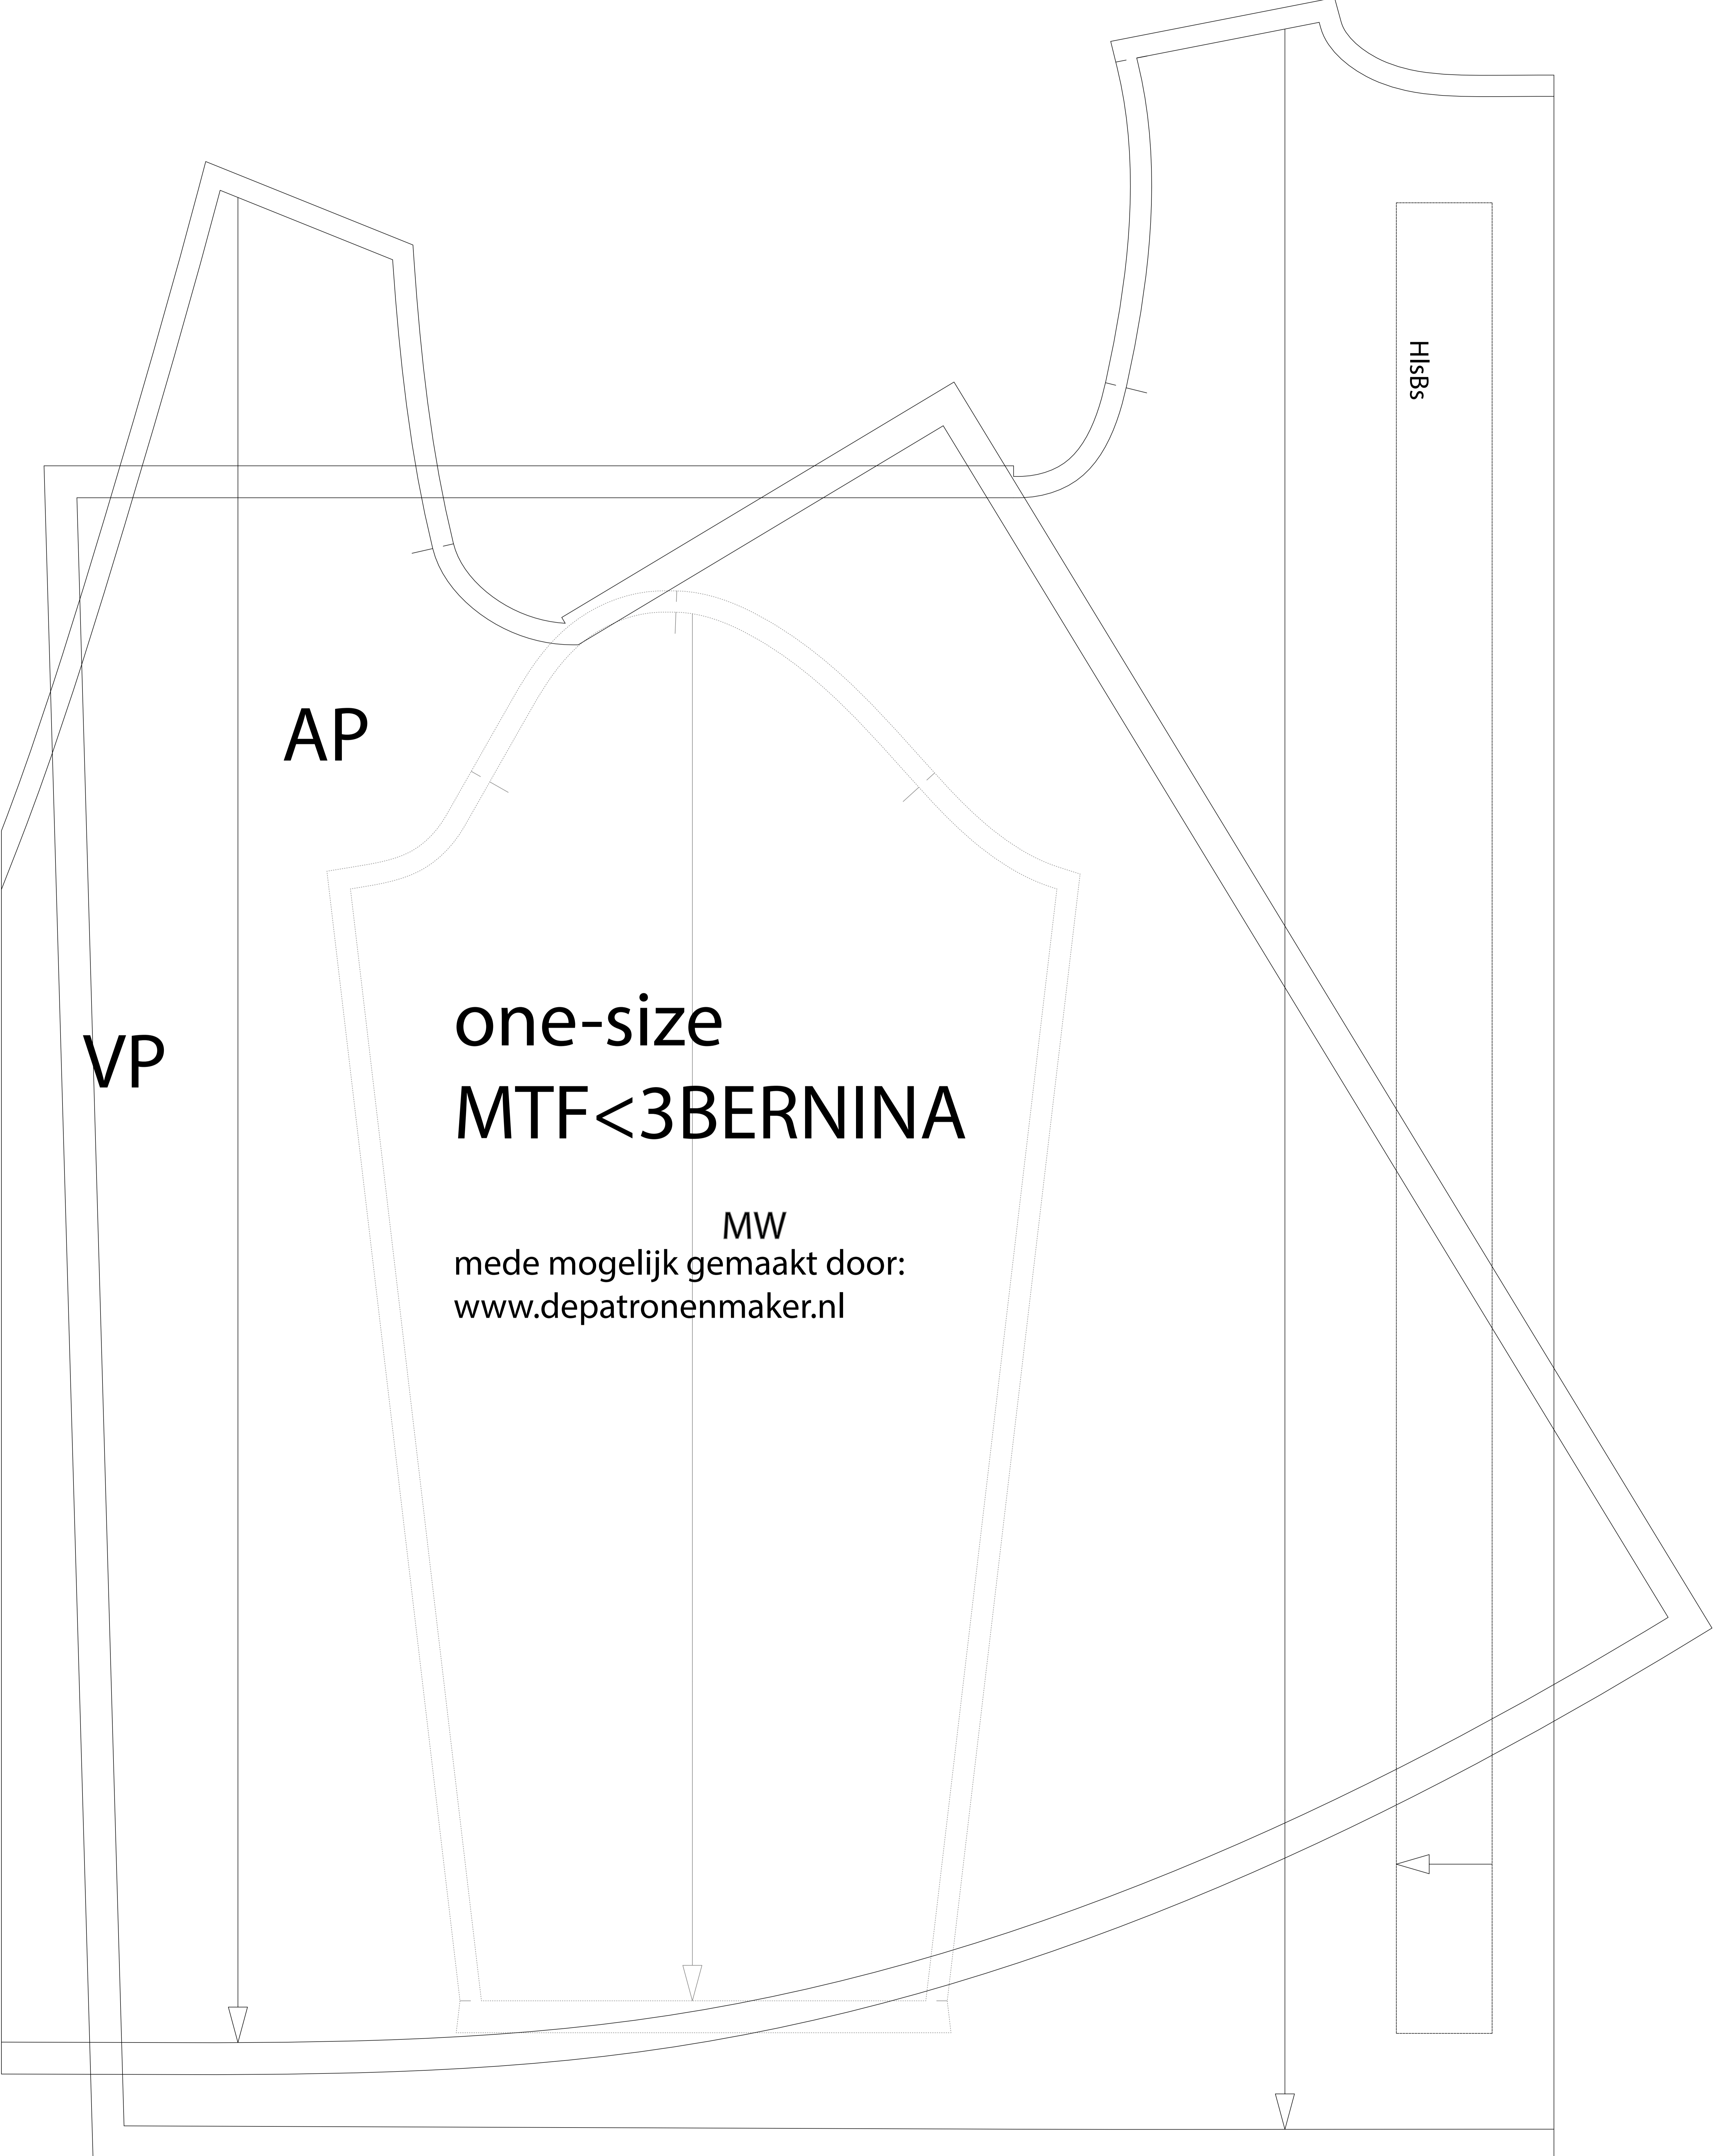 HlsBs
AP
VP
one-size
MTF<3BERNINA
MW
mede mogelijk gemaakt door:
www.depatronenmaker.nl